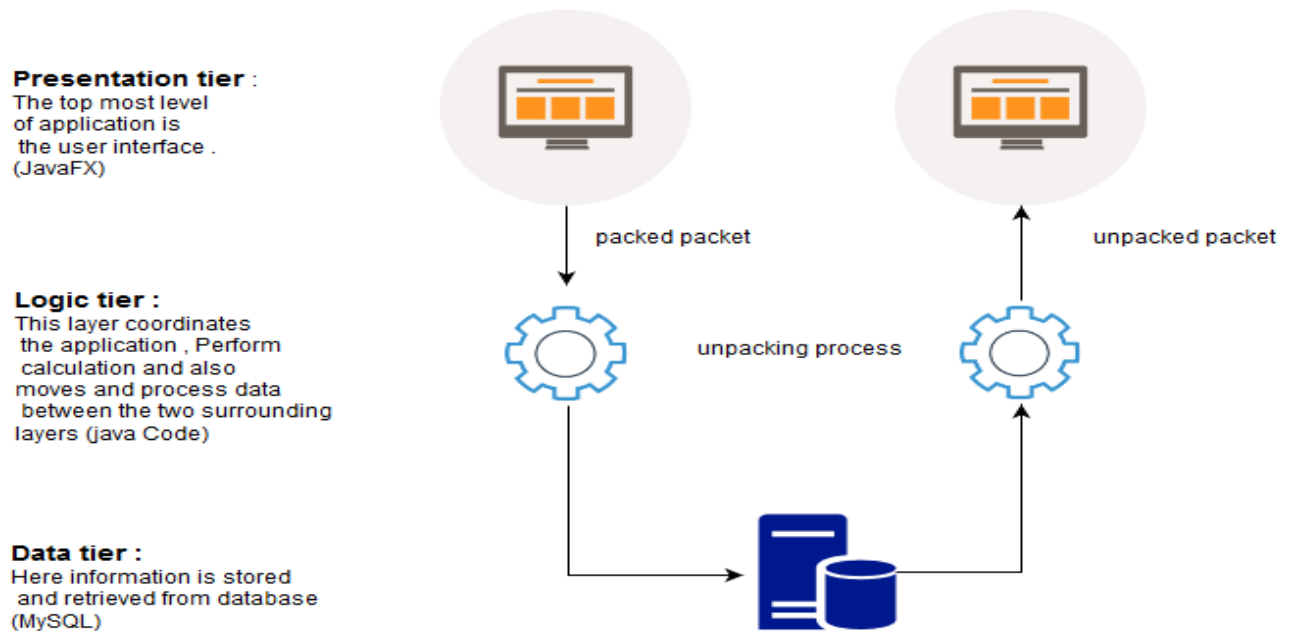 Presentation tier :
The top most level
of application is
the user interface .
(JavaFX)
packed packet
unpacked packet
Logic tier :
This layer coordinates
the application , Perform
calculation and also
moves and process data
between the two surrounding
layers (java Code)
unpacking process
Data tier :
Here information is stored
and retrieved from database
(MySQL)